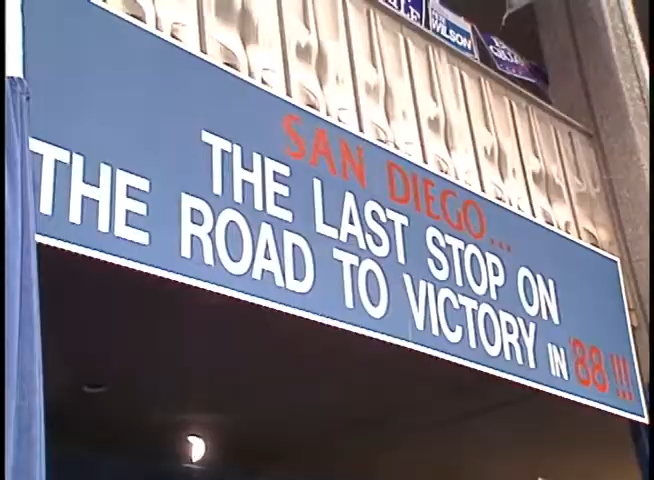 WILSON
SAN DIEGO...
THE LAST STOP ON
THE ROAD TO VICTORY IN '88!!!